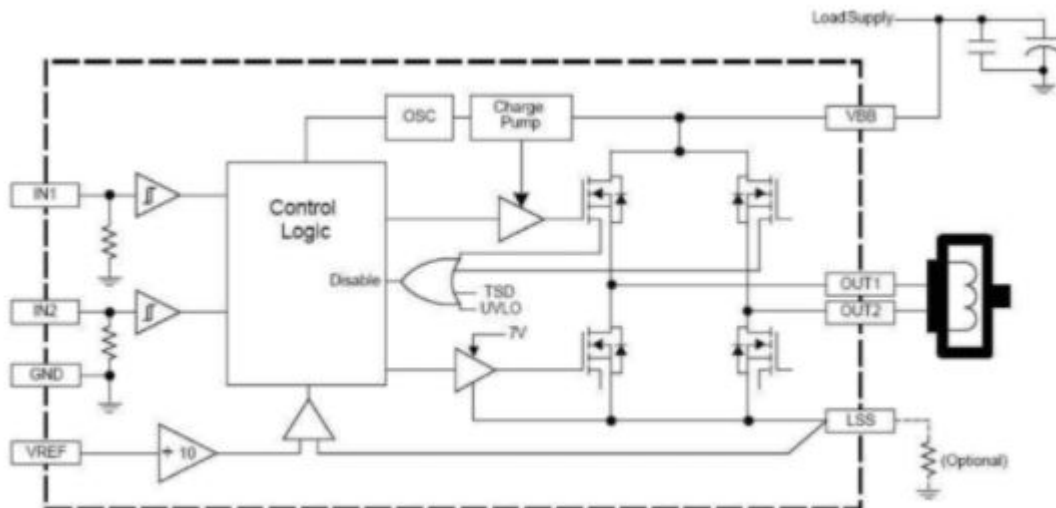 Load Supply
OSC
Charge
Pump
VBB
IN1
Control
Logic
Disable
TSD
UVLO
OUT1
OUT2
IN2
7V
GND
VREF
÷ 10
LSS
(Optional)